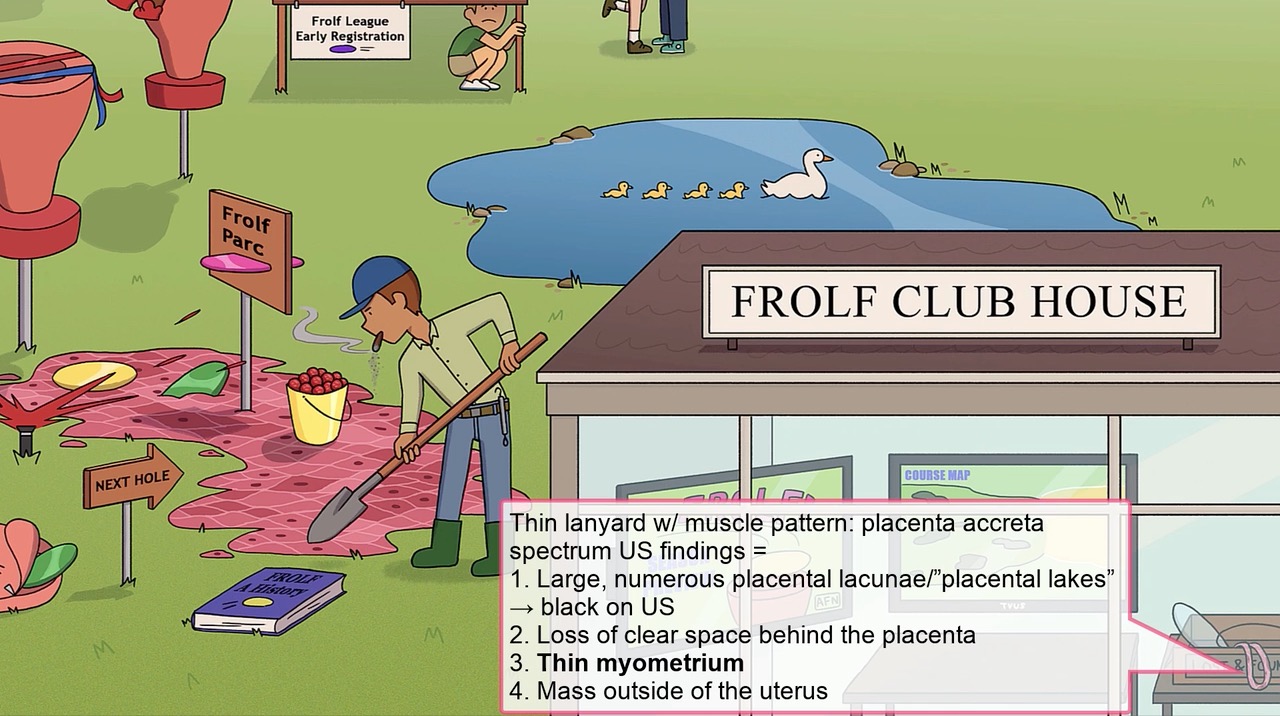 Frolf League
Early Registration
Frolf
Parc
FROLF CLUB HOUSE
NEXT HOLE
COURSE MAP
FROLF
A History
AFN
TYUS
Thin lanyard w/ muscle pattern: placenta accreta
spectrum US findings =
1. Large, numerous placental lacunae/”placental lakes”
→ black on US
2. Loss of clear space behind the placenta
3. Thin myometrium
4. Mass outside of the uterus